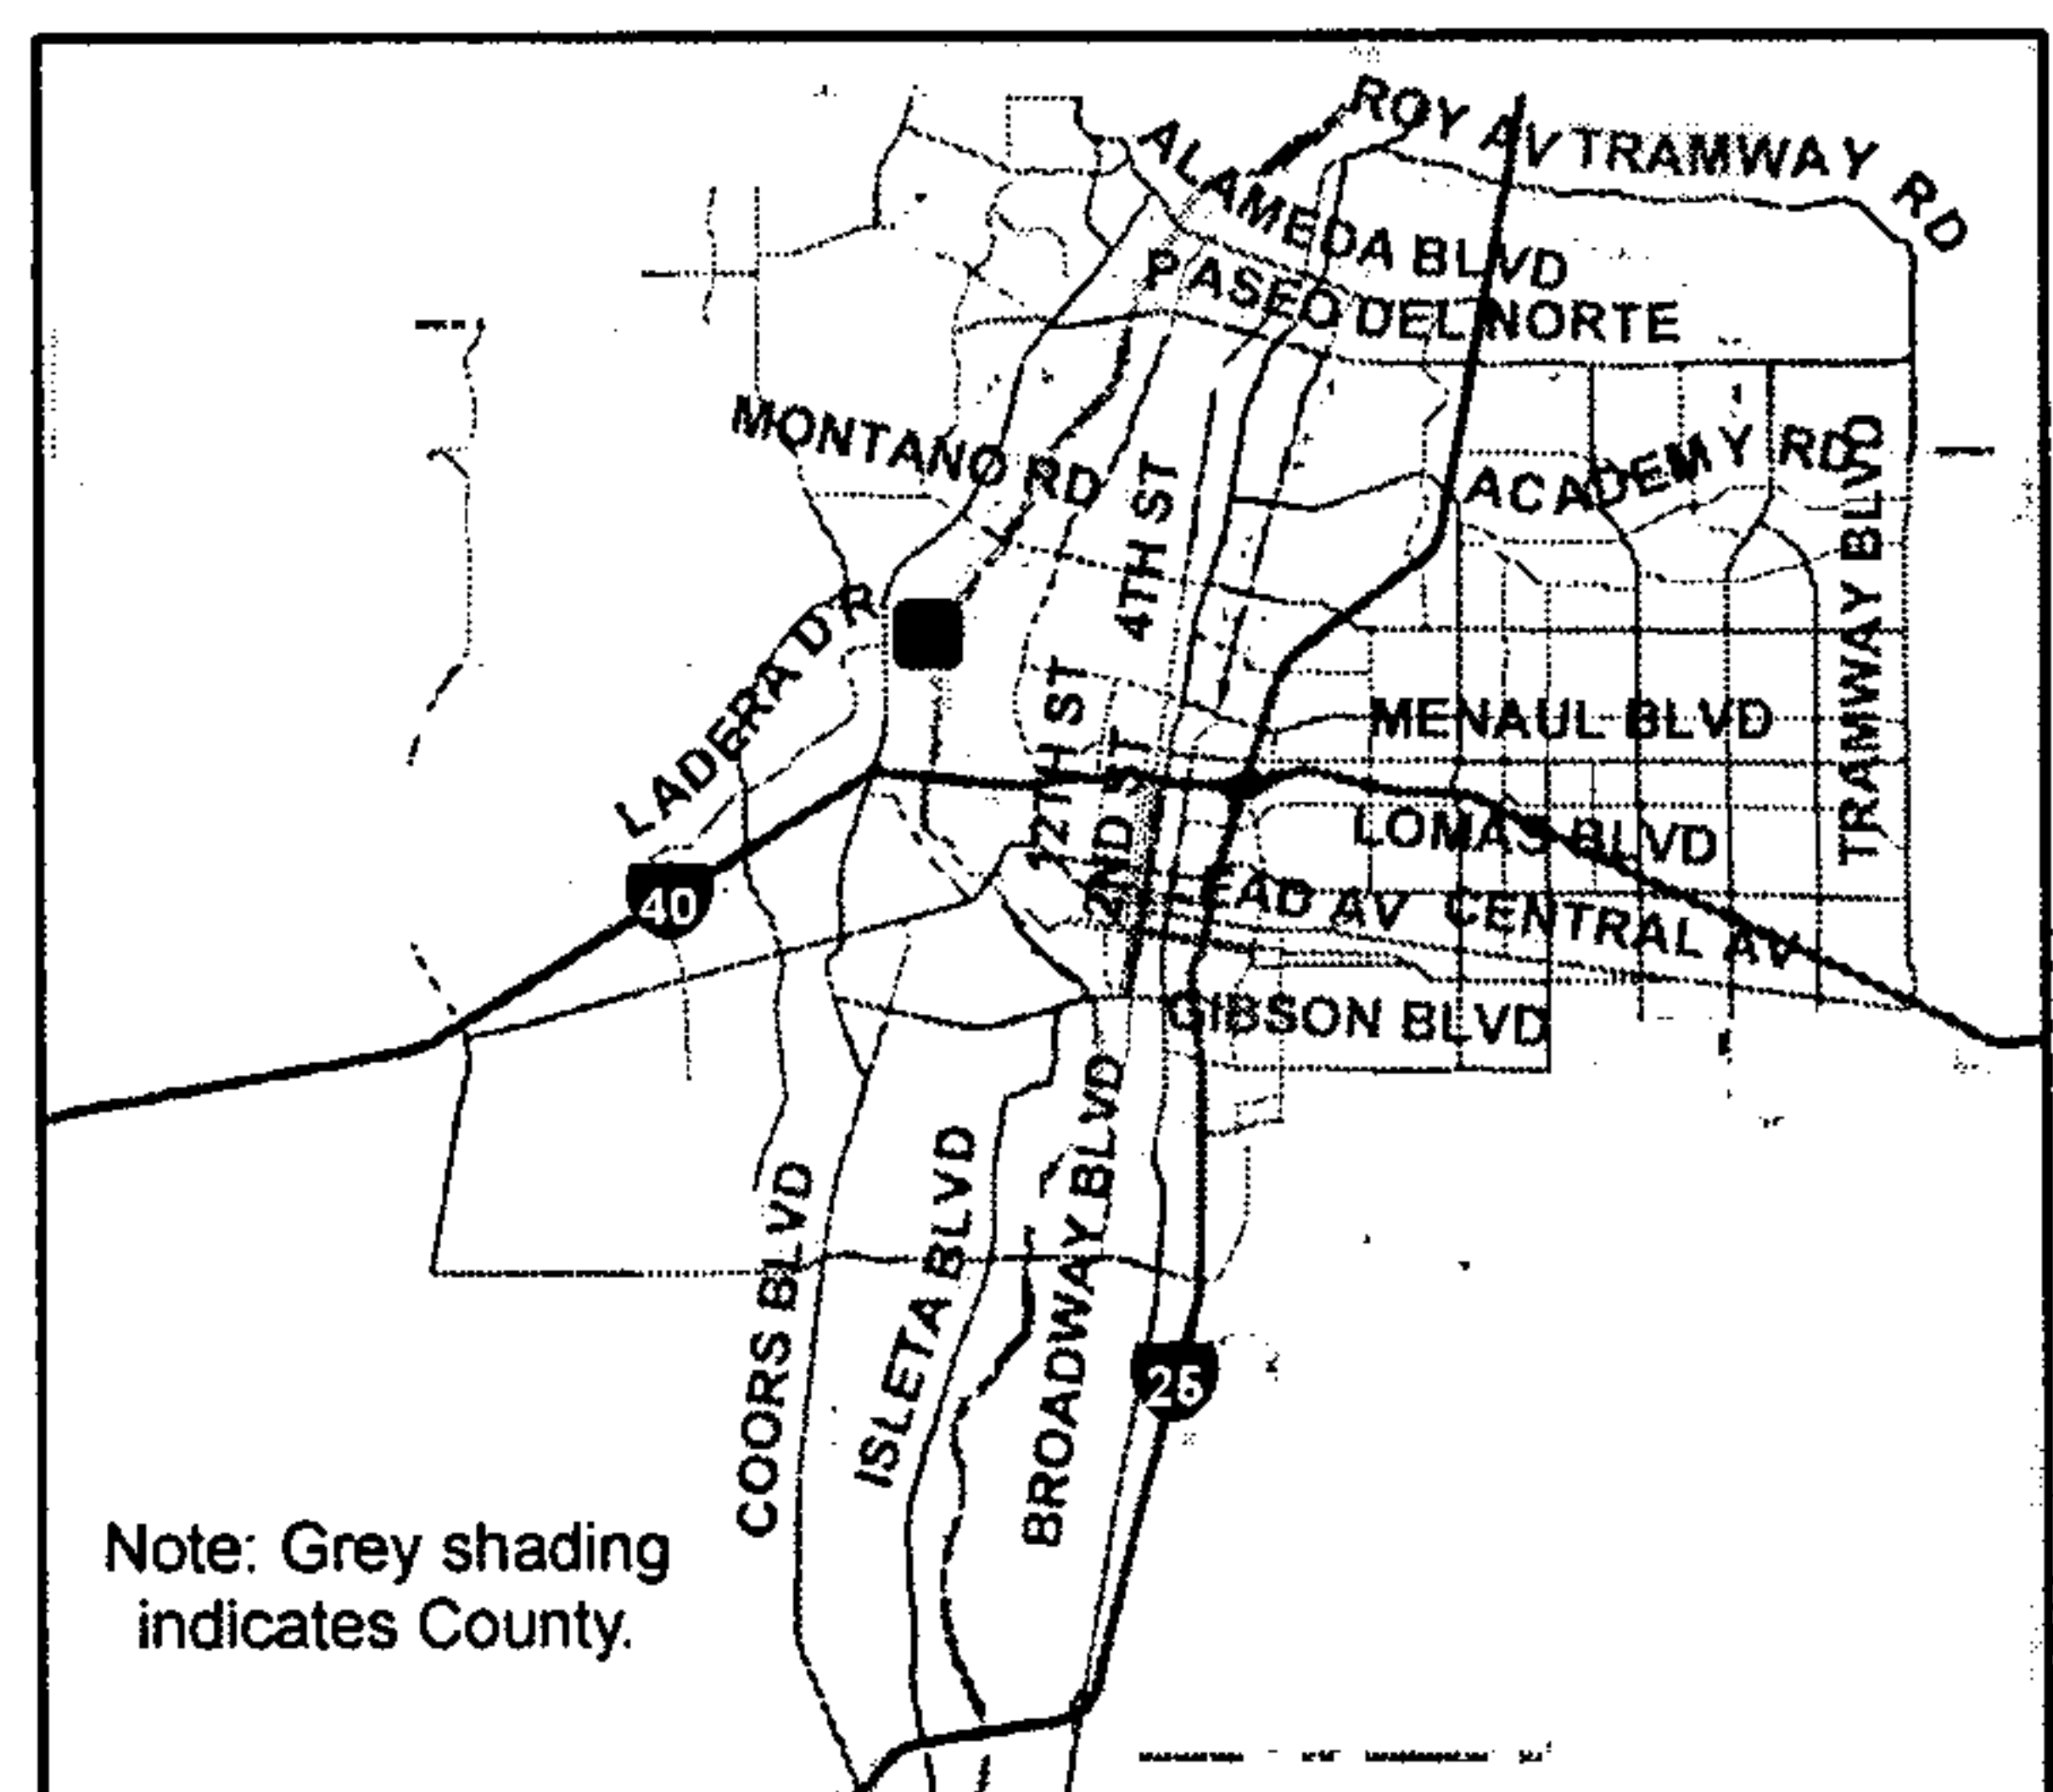 ROY AV
TRAMWAY RD
ALAMEDA BLVD
PASEO DEL NORTE
MONTANO RD
ACADEMY RD
TRAMWAY BLVD
4TH ST
LADERA DR
12TH ST
2ND ST
MENAUL BLVD
LOMAS BLVD
40
LEAD AV
CENTRAL AV
GIBSON BLVD
COORS BLVD
ISLETA BLVD
BROADWAY BLVD
25
Note: Grey shading
indicates County.